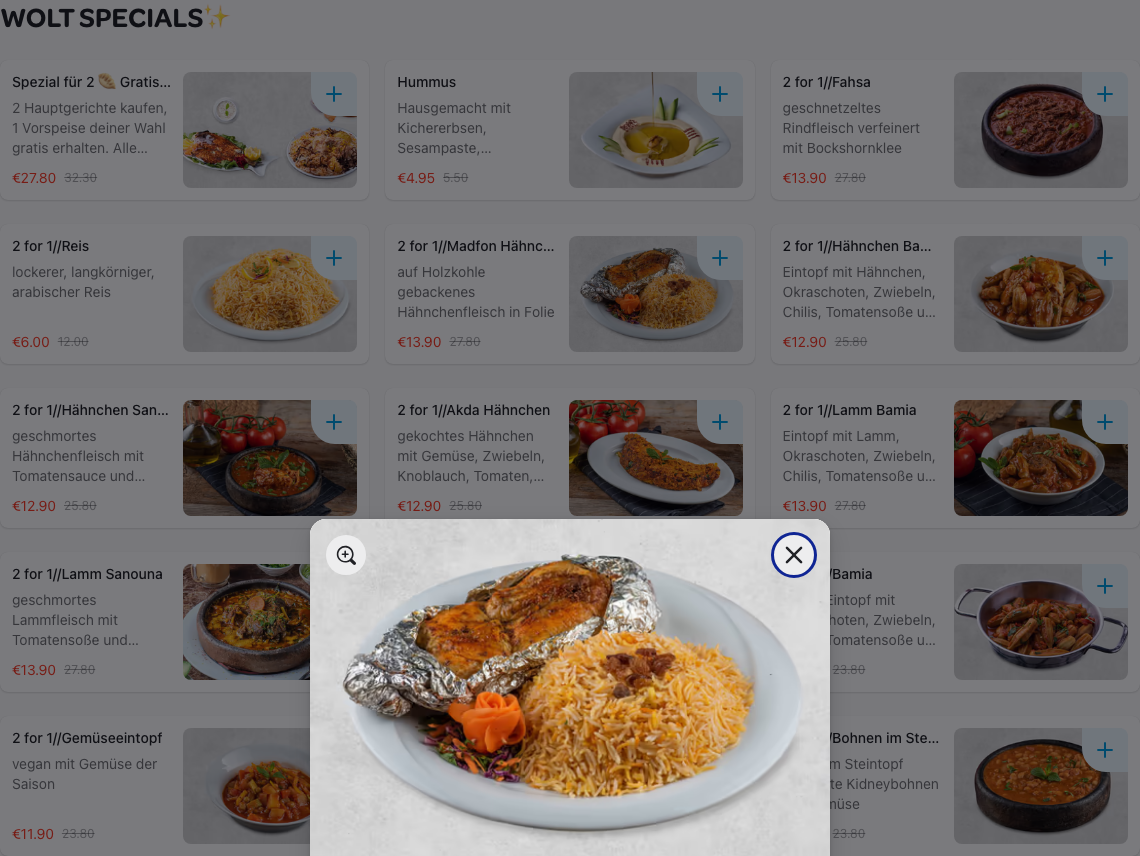 WOLT SPECIALS✨
Spezial für 2 🫓 Gratis...
2 Hauptgerichte kaufen,
1 Vorspeise deiner Wahl
gratis erhalten. Alle...
€27.80 32.30
Hummus
Hausgemacht mit
Kichererbsen,
Sesampaste,...
€4.95 5.50
2 for 1//Fahsa
geschnetzeltes
Rindfleisch verfeinert
mit Bockshornklee
€13.90 27.80
2 for 1//Reis
lockerer, langkörniger,
arabischer Reis
€6.00 12.00
2 for 1//Madfon Hähnc...
auf Holzkohle
gebackenes
Hähnchenfleisch in Folie
€13.90 27.80
2 for 1//Hähnchen Ba...
Eintopf mit Hähnchen,
Okraschoten, Zwiebeln,
Chilis, Tomatensoße u...
€12.90 25.80
2 for 1//Hähnchen San...
geschmortes
Hähnchenfleisch mit
Tomatensauce und...
€12.90 25.80
2 for 1//Akda Hähnchen
gekochtes Hähnchen
mit Gemüse, Zwiebeln,
Knoblauch, Tomaten,...
€12.90 25.80
2 for 1//Lamm Bamia
Eintopf mit Lamm,
Okraschoten, Zwiebeln,
Chilis, Tomatensoße u...
€13.90 27.80
2 for 1//Lamm Sanouna
geschmortes
Lammfleisch mit
Tomatensoße und...
€13.90 27.80
/Bamia
Eintopf mit
hoten, Zwiebeln,
Tomatensoße u...
23.80
2 for 1//Gemüseeintopf
vegan mit Gemüse der
Saison
€11.90 23.80
/Bohnen im Ste...
m Steintopf
te Kidneybohnen
müse
23.80